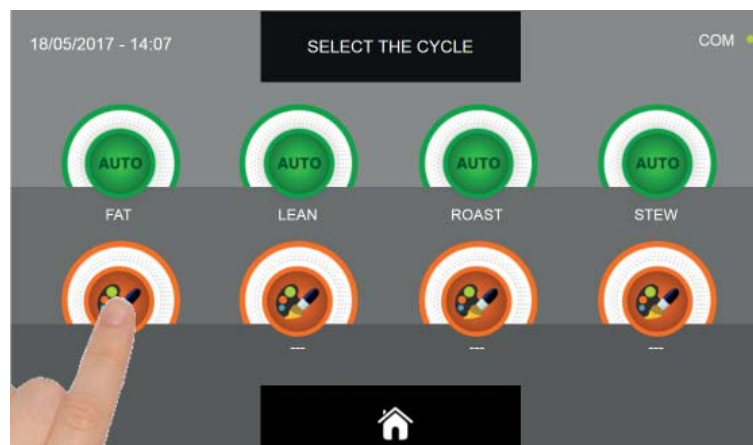 18/05/2017 - 14:07
SELECT THE CYCLE
COM
AUTO AUTO AUTO AUTO
FAT LEAN ROAST STEW
--- --- ---